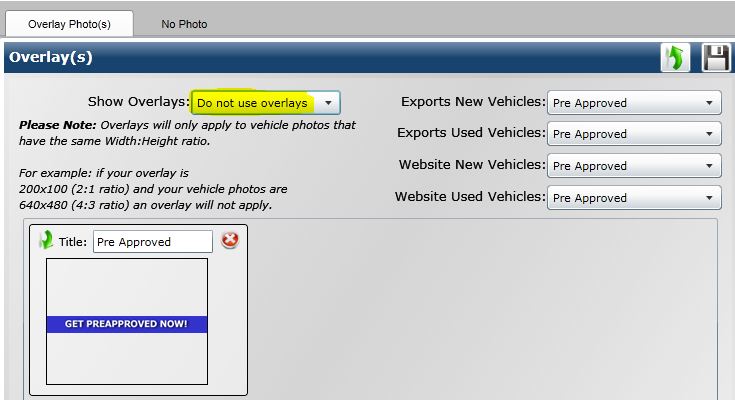 Overlay Photo(s)
No Photo
Overlay(s)
Show Overlays: Do not use overlays
Please Note: Overlays will only apply to vehicle photos that
have the same Width:Height ratio.
For example: if your overlay is
200x100 (2:1 ratio) and your vehicle photos are
640x480 (4:3 ratio) an overlay will not apply.
Exports New Vehicles: Pre Approved
Exports Used Vehicles: Pre Approved
Website New Vehicles: Pre Approved
Website Used Vehicles: Pre Approved
Title: Pre Approved
GET PREAPPROVED NOW!